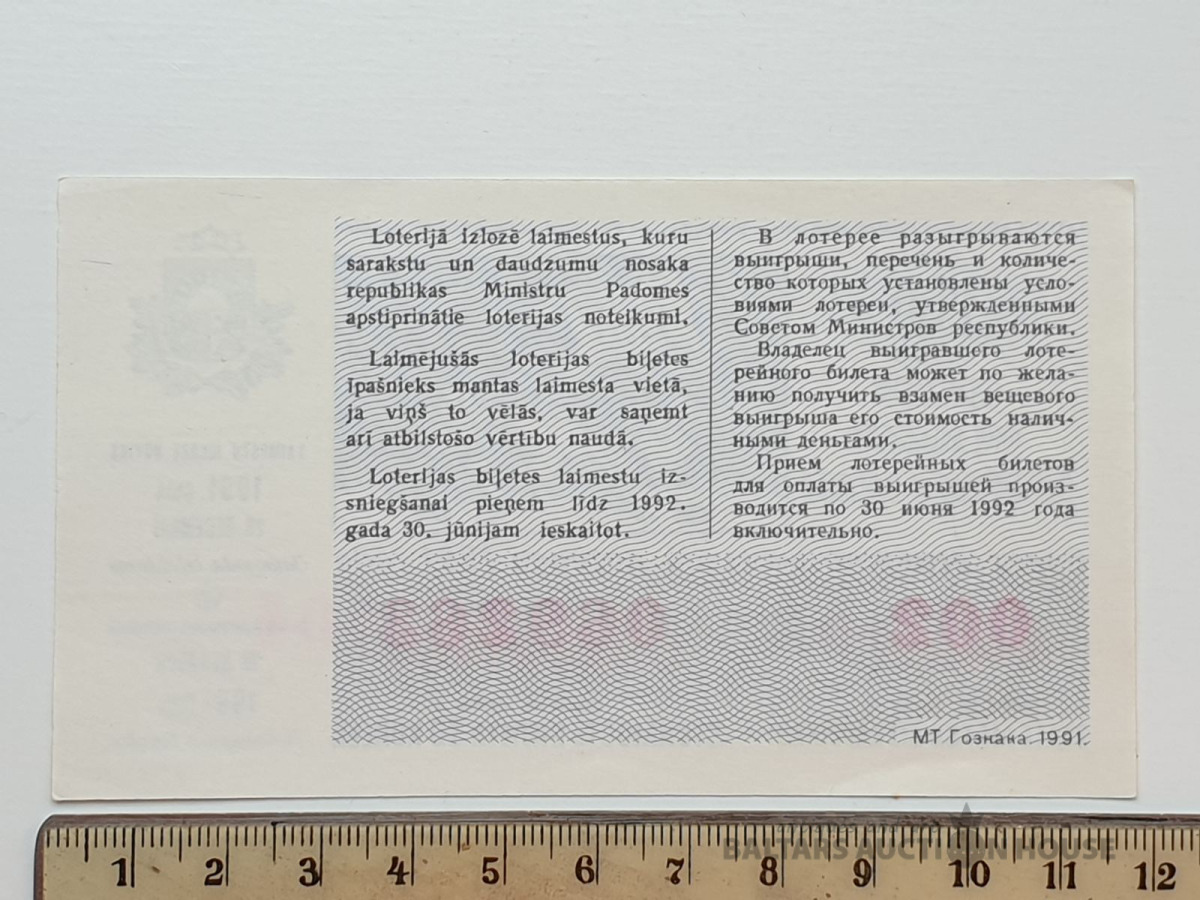 Loterijā izlozē laimestus, kuru
sarakstu un daudzumu nosaka
republikas Ministru Padomes
apstiprinātie loterijas noteikumi.
Laimējušās loterijas biļetes
īpašnieks mantas laimesta vietā,
ja viņš to vēlās, var saņemt
arī atbilstošo vērtību naudā.
Loterijas biļetes laimestu iz-
sniegšanai pieņem līdz 1992.
gada 30. jūnijam ieskaitot.
В лотерее разыгрываются
выигрыши, перечень и количе-
ство которых установлены усло-
виями лотереи, утвержденными
Советом Министров республики.
Владелец выигравшего лоте-
рейного билета может по жела-
нию получить взамен вещевого
выигрыша его стоимость налич-
ными деньгами.
Прием лотерейных билетов
для оплаты выигрышей произ-
водится по 30 июня 1992 года
включительно.
МТ Гознака. 1991.
BALTARS AUCTION HOUSE
1 2 3 4 5 6 7 8 9 10 11 12